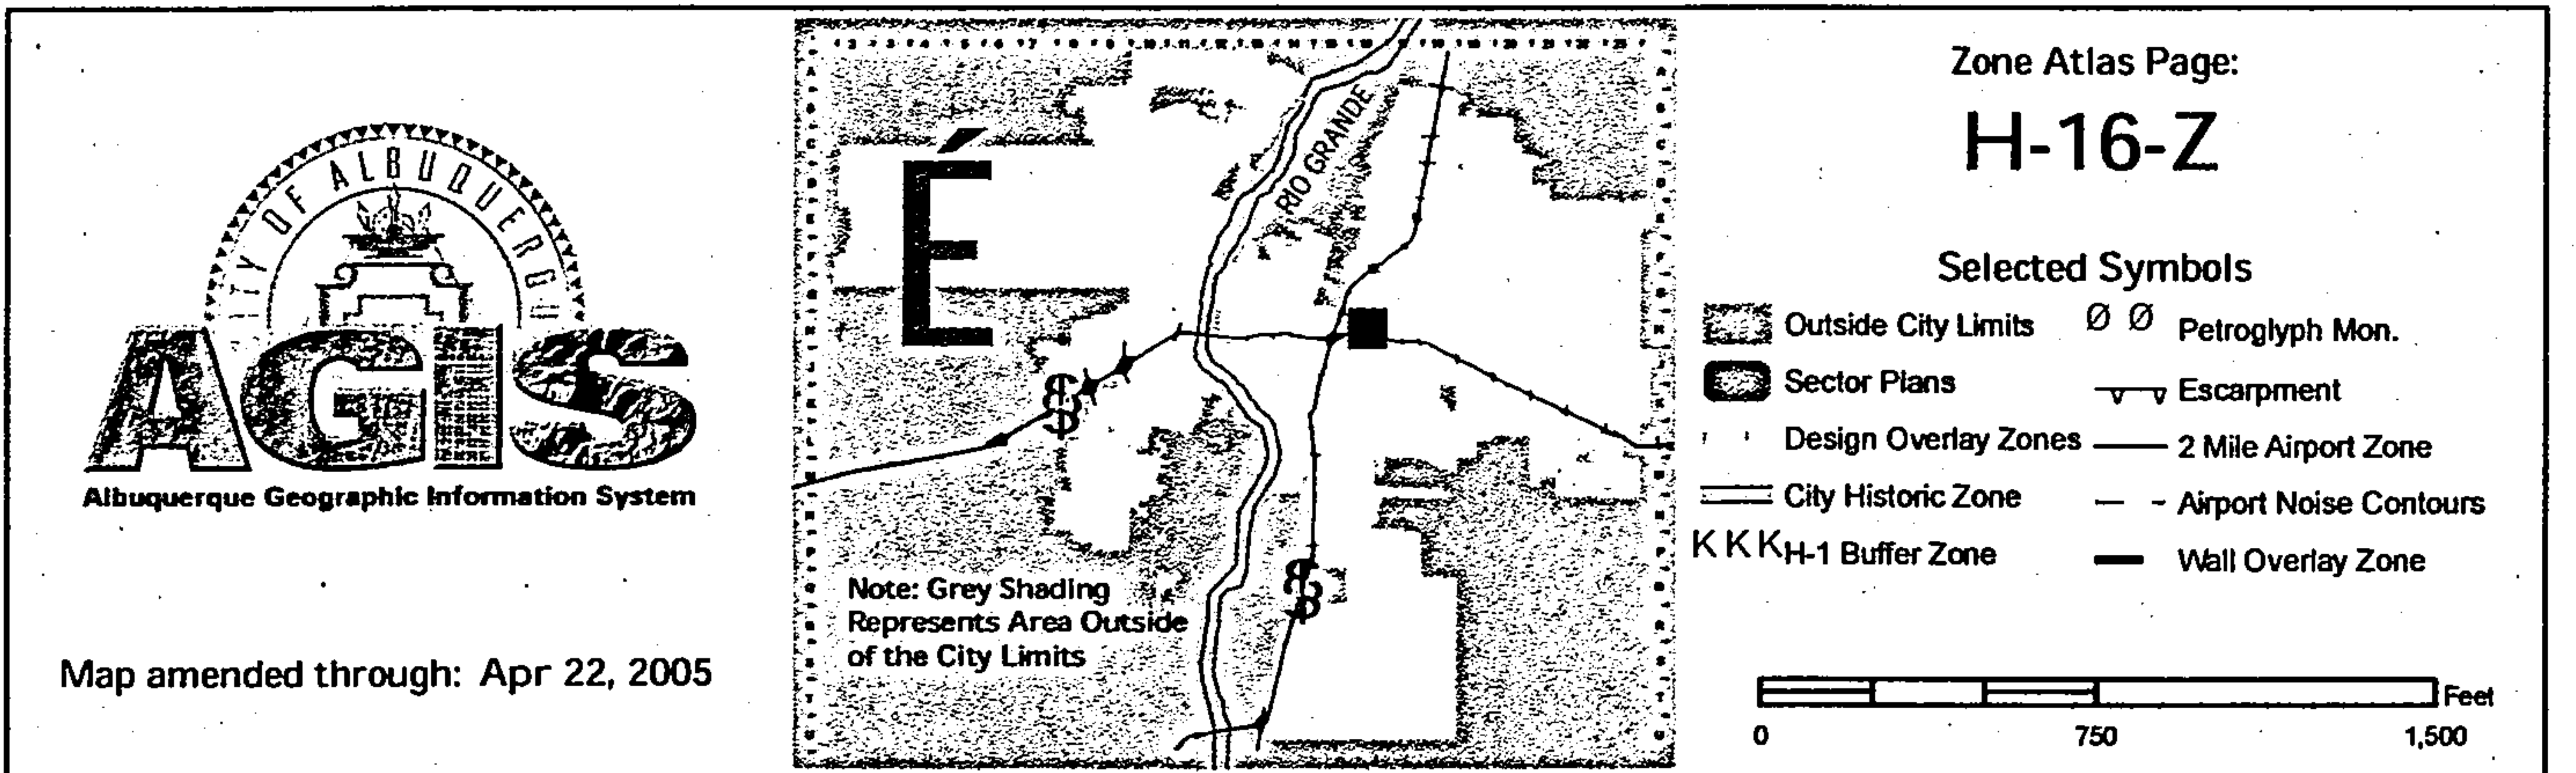 CITY OF ALBUQUERQUE
AGIS
Albuquerque Geographic Information System
Map amended through: Apr 22, 2005
É
RIO GRANDE
$
$
Note: Grey Shading
Represents Area Outside
of the City Limits
Zone Atlas Page:
H-16-Z
Selected Symbols
Outside City Limits
Ø Ø Petroglyph Mon.
Sector Plans
Escarpment
Design Overlay Zones
2 Mile Airport Zone
City Historic Zone
Airport Noise Contours
K K K H-1 Buffer Zone
Wall Overlay Zone
Feet
0 750 1,500